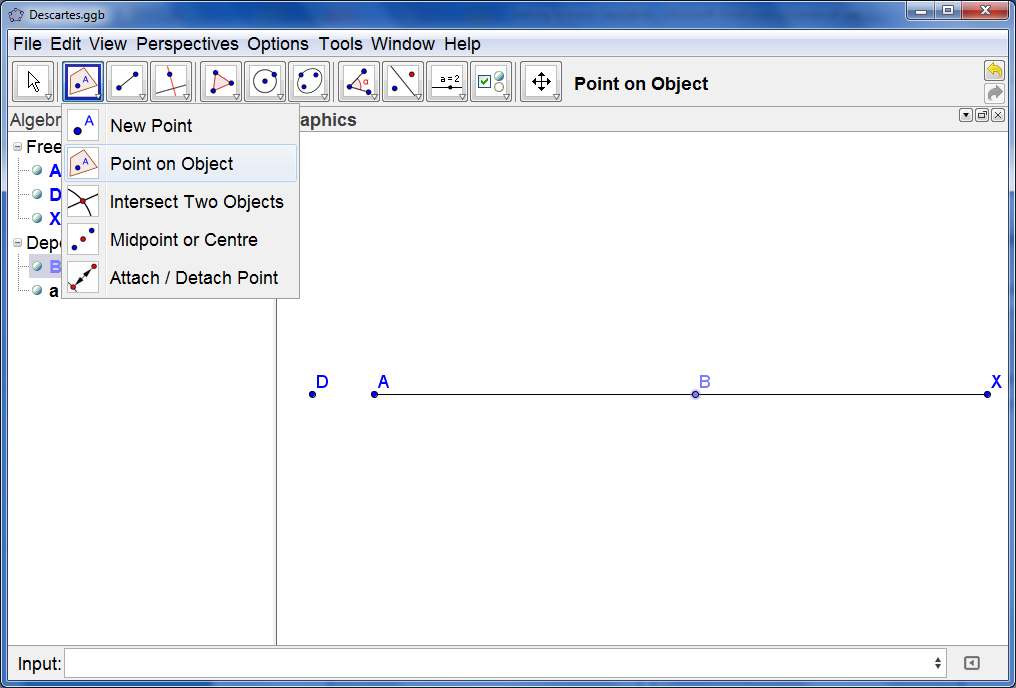 Descartes.ggb
File Edit View Perspectives Options Tools Window Help
A a=2 Point on Object
Algebr aphics
A New Point
Free
A Point on Object
A
D
Intersect Two Objects
X
Depe Midpoint or Centre
B Attach / Detach Point
a
D A B X
Input: